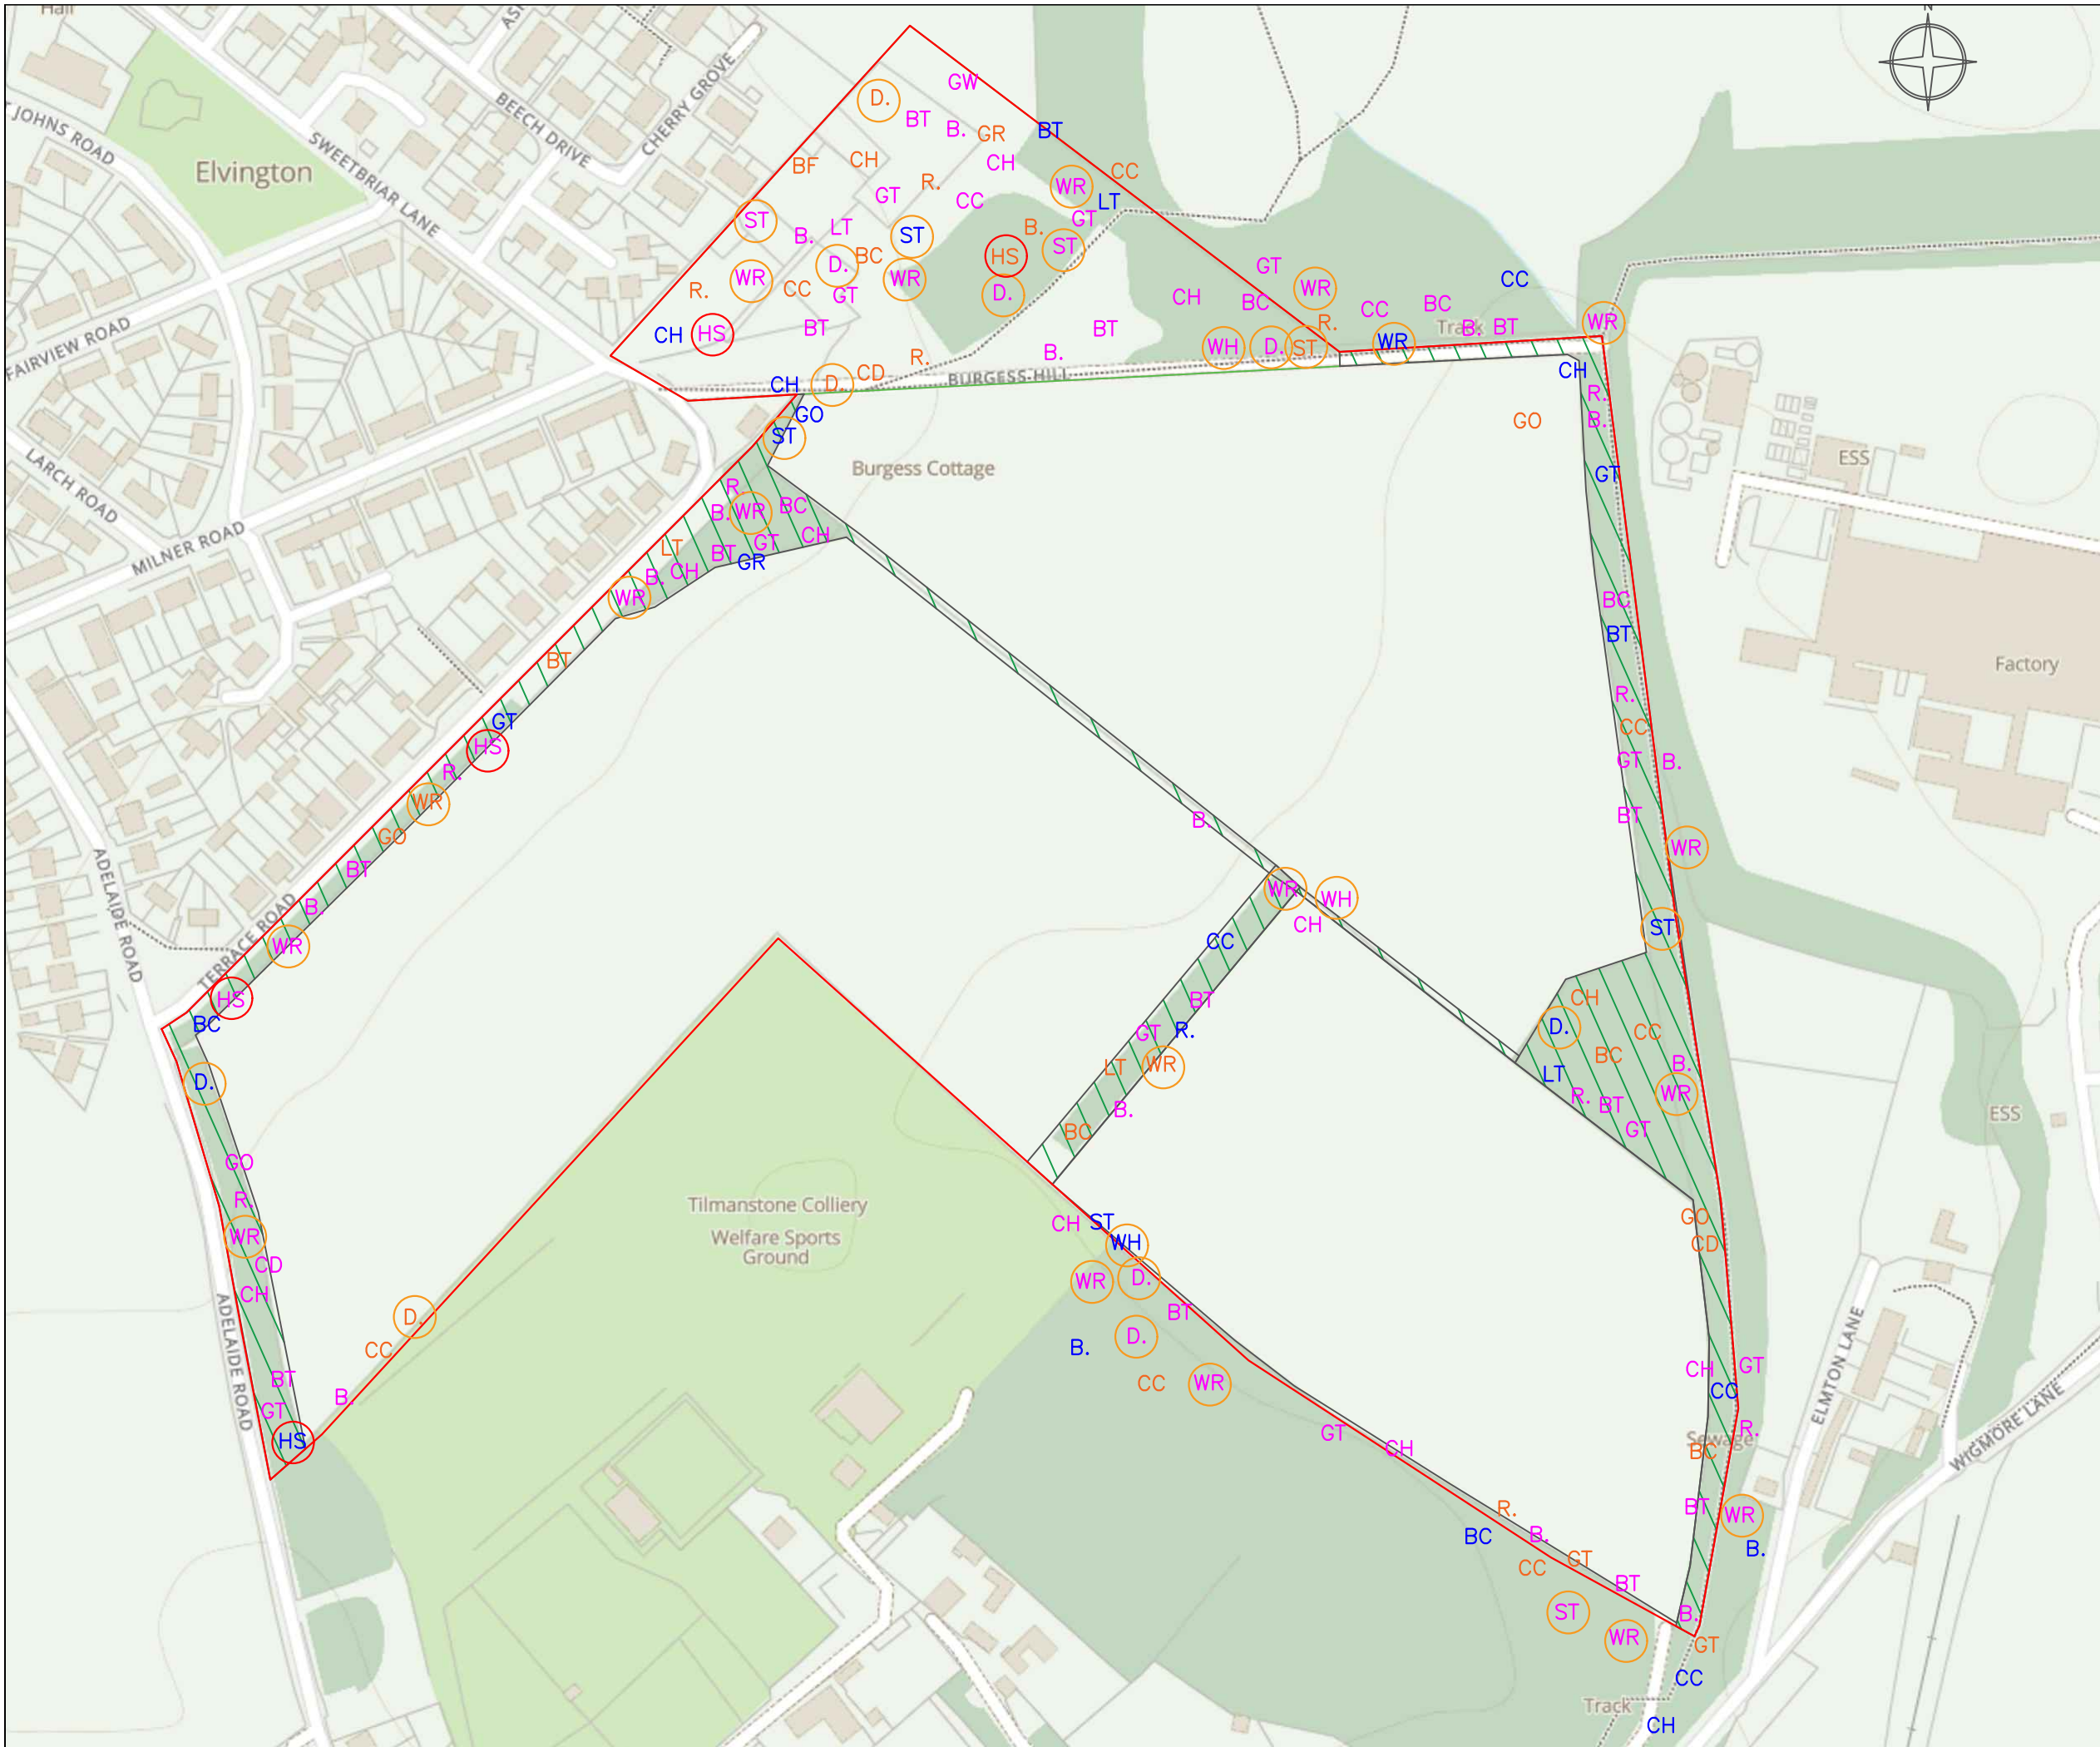 Hall
N
GW
D.
BT
B.
GR
BT
CHERRY GROVE
BEECH DRIVE
T JOHNS ROAD
SWEETBRIAR LANE
Elvington
BF
CH
CH
CC
R.
WR
GT
CC
LT
GT
ST
B.
LT
ST
B.
ST
BC
HS
D.
GT
WR
WR
CC
GT
R.
D.
WR
CH
BC
CC
BC
CC
WR
CH
HS
BT
BT
R.
Track
B.
BT
WR
FAIRVIEW ROAD
R.
B.
WH
D.
ST
WR
CH
D.
CD
BURGESS HILL
CH
R.
GO
GO
B.
ST
Burgess Cottage
ESS
LARCH ROAD
GT
R.
BC
B.
WR
MILNER ROAD
LT
BT
GT
CH
GR
B.
CH
WR
BC
BT
BT
Factory
R.
GT
CC
HS
GT
B.
R.
WR
GO
BT
B.
WR
BT
WR
WH
B.
ADELAIDE ROAD
TERRACE ROAD
WR
CH
ST
CC
HS
BT
CH
BC
GT
R.
D.
CC
BC
LT
WR
B.
D.
LT
WR
R.
BT
B.
ESS
BC
GT
GO
R.
Tilmanstone Colliery
Welfare Sports
Ground
CH
ST
GO
WR
WH
CD
CD
WR
D.
CH
D.
BT
ADELAIDE ROAD
D.
B.
CC
CH
GT
ELMTON LANE
BT
B.
CC
WR
CC
GT
GT
CH
R.
Sewage
WIGMORE LANE
HS
BC
R.
BT
WR
BC
B.
B.
CC
GT
BT
ST
B.
WR
GT
CC
Track
CH